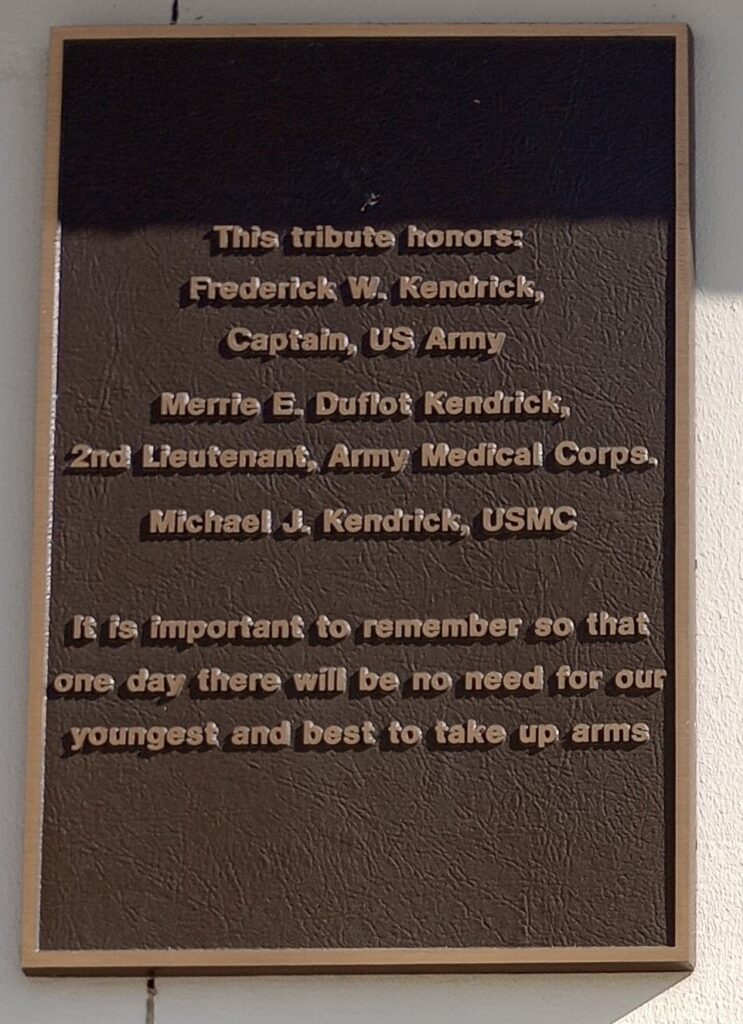 This tribute honors:
Frederick W. Kendrick,
Captain, US Army
Merrie E. Duflot Kendrick,
2nd Lieutenant, Army Medical Corps.
Michael J. Kendrick, USMC
It is important to remember so that
one day there will be no need for our
youngest and best to take up arms